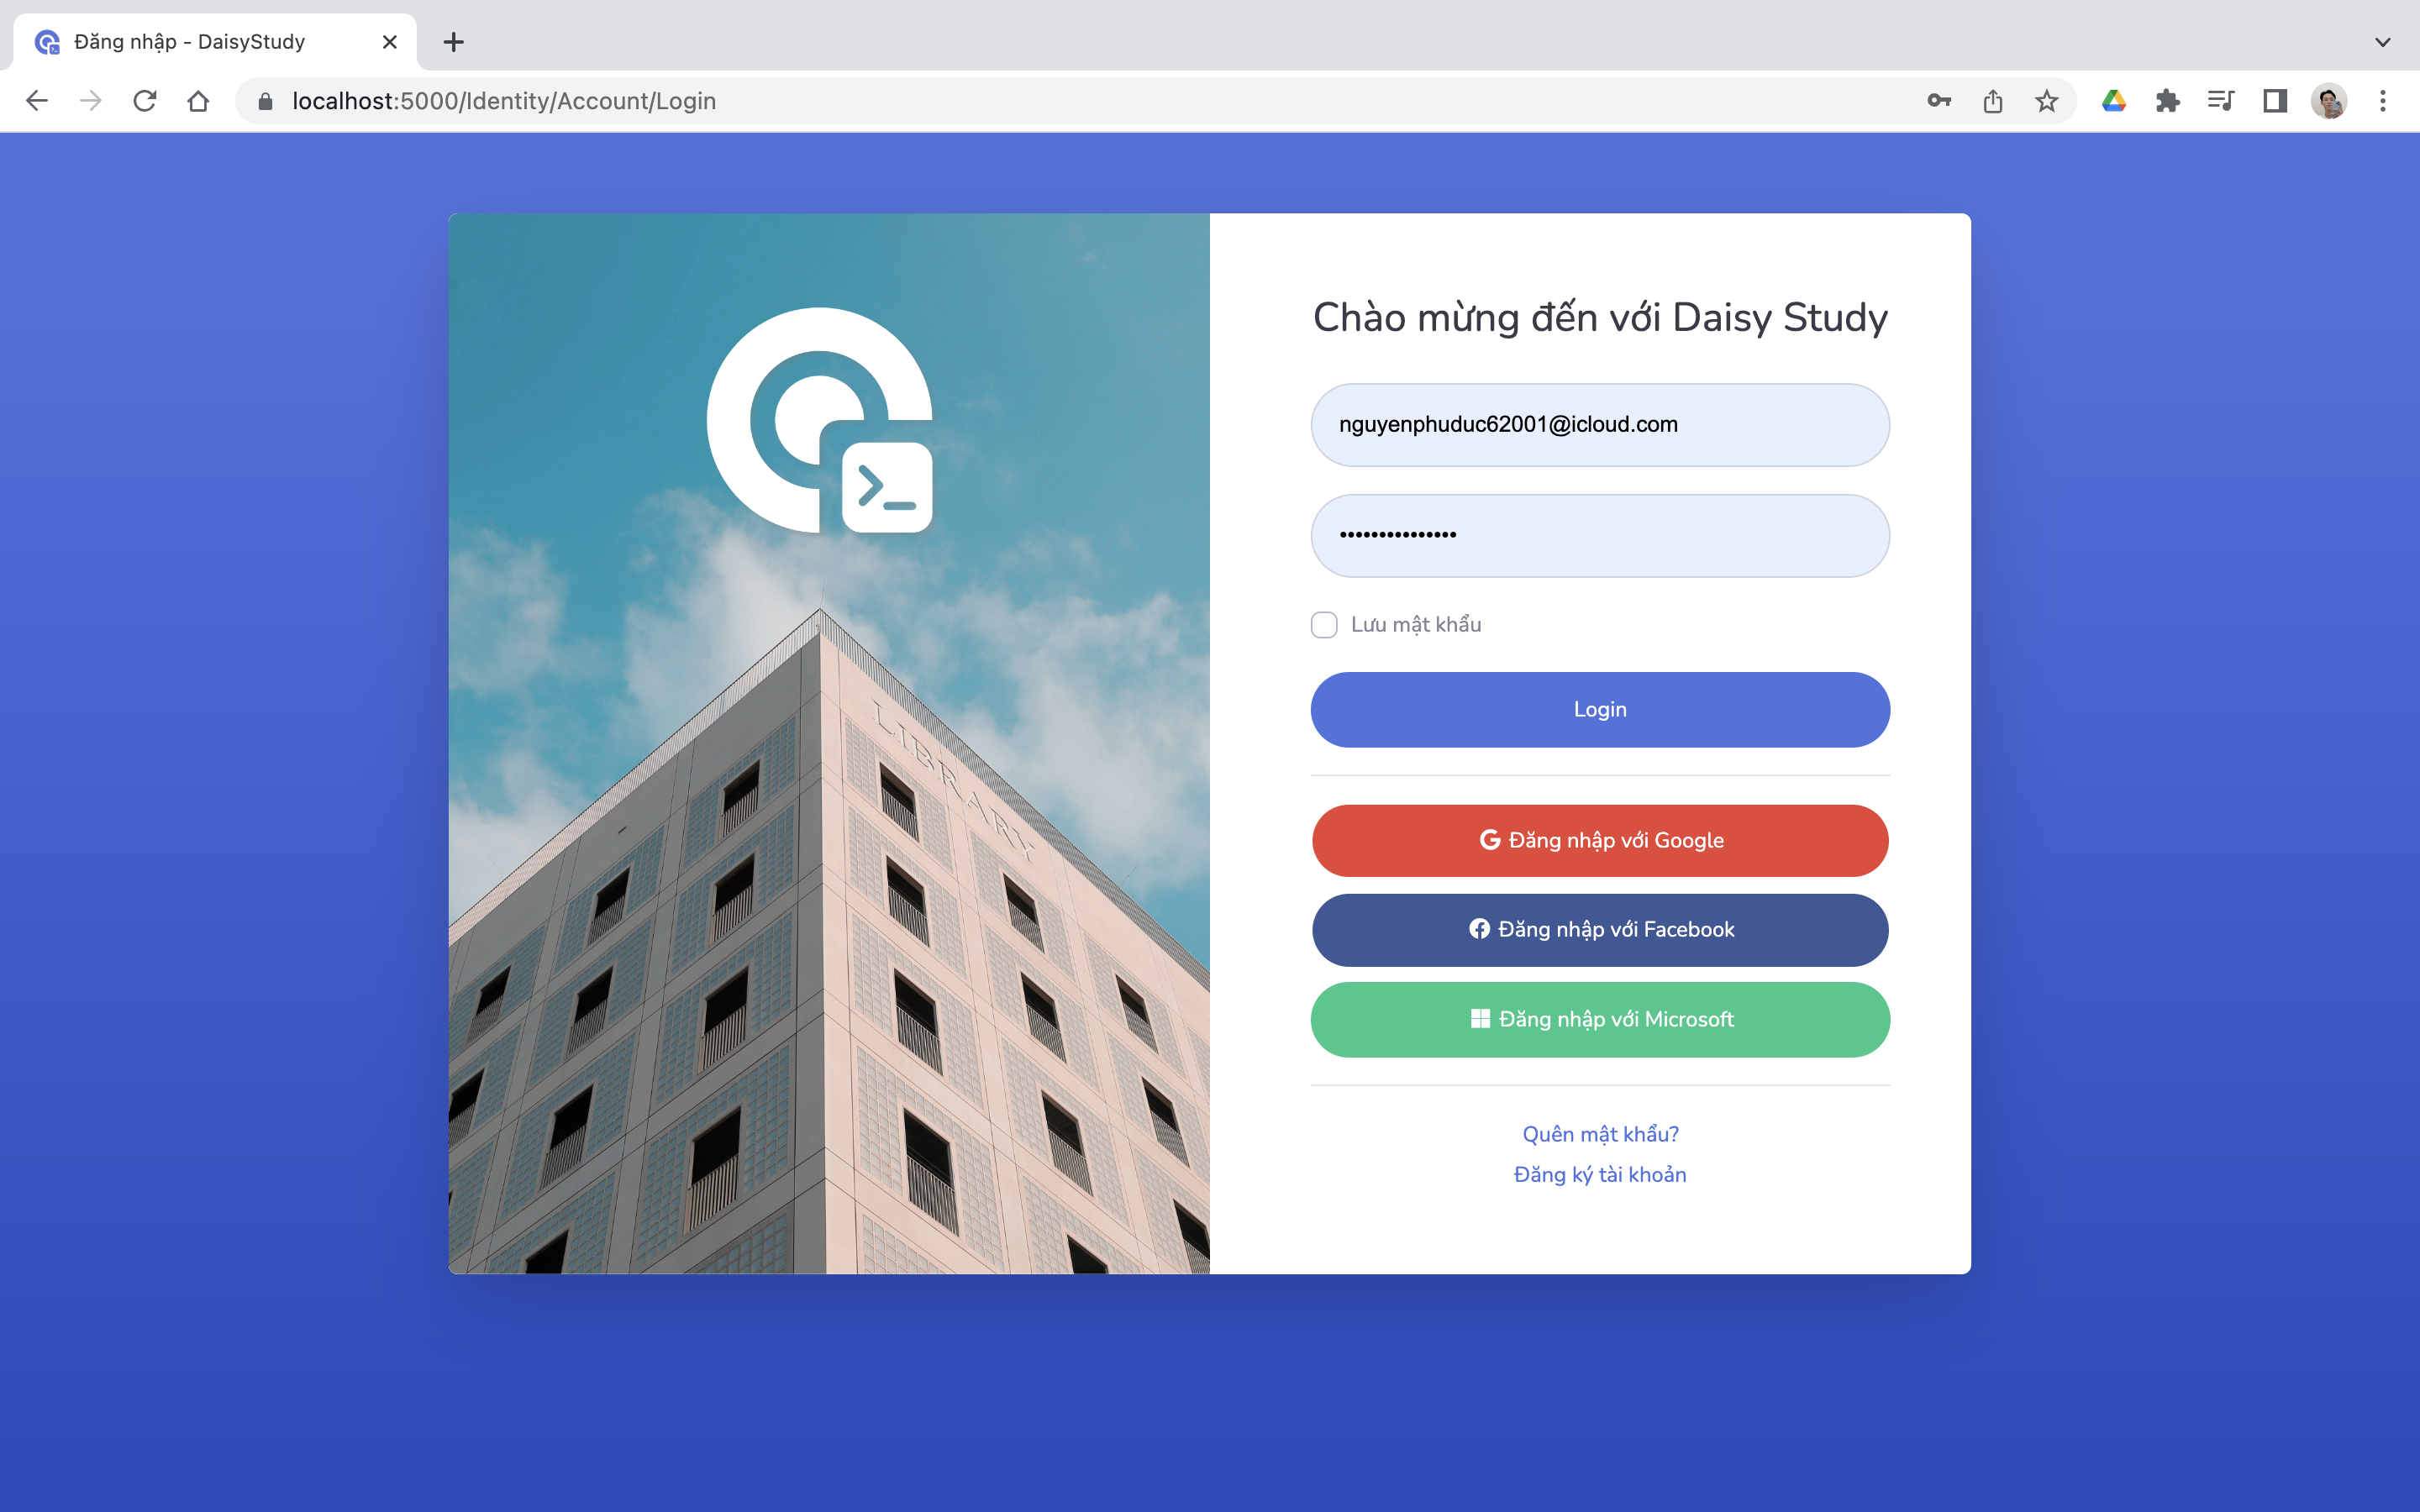 Đăng nhập - DaisyStudy
localhost:5000/Identity/Account/Login
LIBRARY
Chào mừng đến với Daisy Study
nguyenphuduc62001@icloud.com
•••••••••••••••
Lưu mật khẩu
Login
Đăng nhập với Google
Đăng nhập với Facebook
Đăng nhập với Microsoft
Quên mật khẩu?
Đăng ký tài khoản